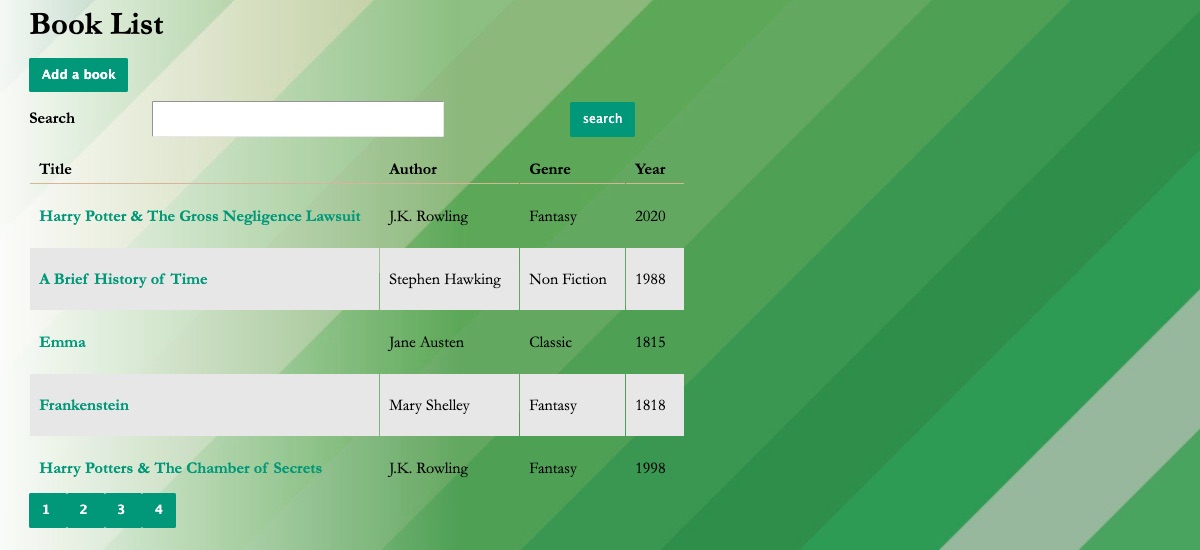 Book List
Add a book
Search search
Title Author Genre Year
Harry Potter & The Gross Negligence Lawsuit J.K. Rowling Fantasy 2020
A Brief History of Time Stephen Hawking Non Fiction 1988
Emma Jane Austen Classic 1815
Frankenstein Mary Shelley Fantasy 1818
Harry Potters & The Chamber of Secrets J.K. Rowling Fantasy 1998
1 2 3 4